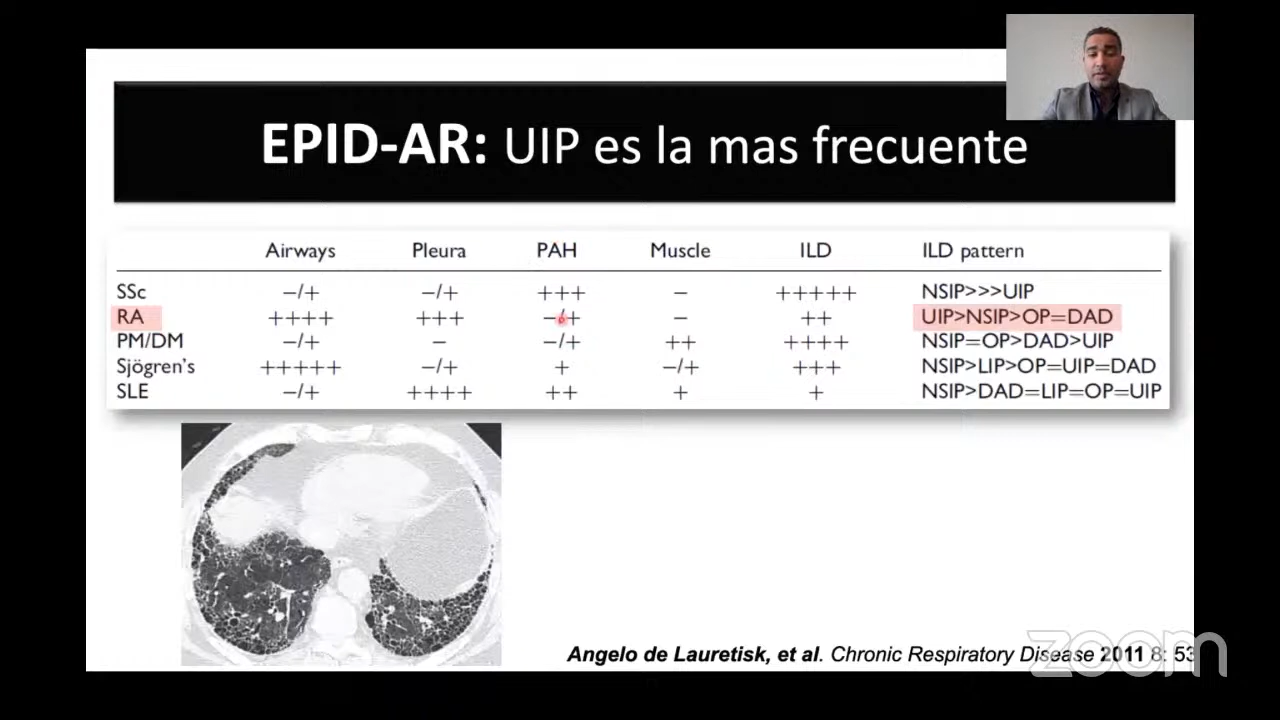 EPID-AR: UIP es la mas frecuente
Airways Pleura PAH Muscle ILD ILD pattern
SSc −/+ −/+ +++ − +++++ NSIP>>>UIP
RA ++++ +++ −/+ − ++ UIP>NSIP>OP=DAD
PM/DM −/+ − −/+ ++ ++++ NSIP=OP>DAD>UIP
Sjögren's +++++ −/+ + −/+ +++ NSIP>LIP>OP=UIP=DAD
SLE −/+ ++++ ++ + + NSIP>DAD=LIP=OP=UIP
Angelo de Lauretisk, et al. Chronic Respiratory Disease 2011 8: 53
zoom